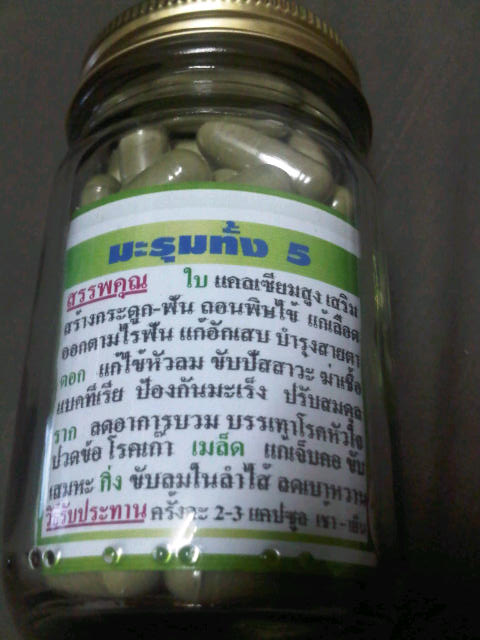 มะรุมทั้ง 5
สรรพคุณ ใบ แคลเซียมสูง เสริม
สร้างกระดูก-ฟัน ถอนพิษไข้ แก้เลือด
ออกตามไรฟัน แก้อักเสบ บำรุงสายตา
ดอก แก้ไข้หัวลม ขับปัสสาวะ ฆ่าเชื้อ
แบคทีเรีย ป้องกันมะเร็ง ปรับสมดุล
ราก ลดอาการบวม บรรเทาโรคหัวใจ
ปวดข้อ โรคเก๊า เมล็ด แก้เจ็บคอ ขับ
เสมหะ กิ่ง ขับลมในลำไส้ ลดเบาหวาน
วิธีรับประทาน ครั้งละ 2-3 แคปซูล เช้า-เย็น